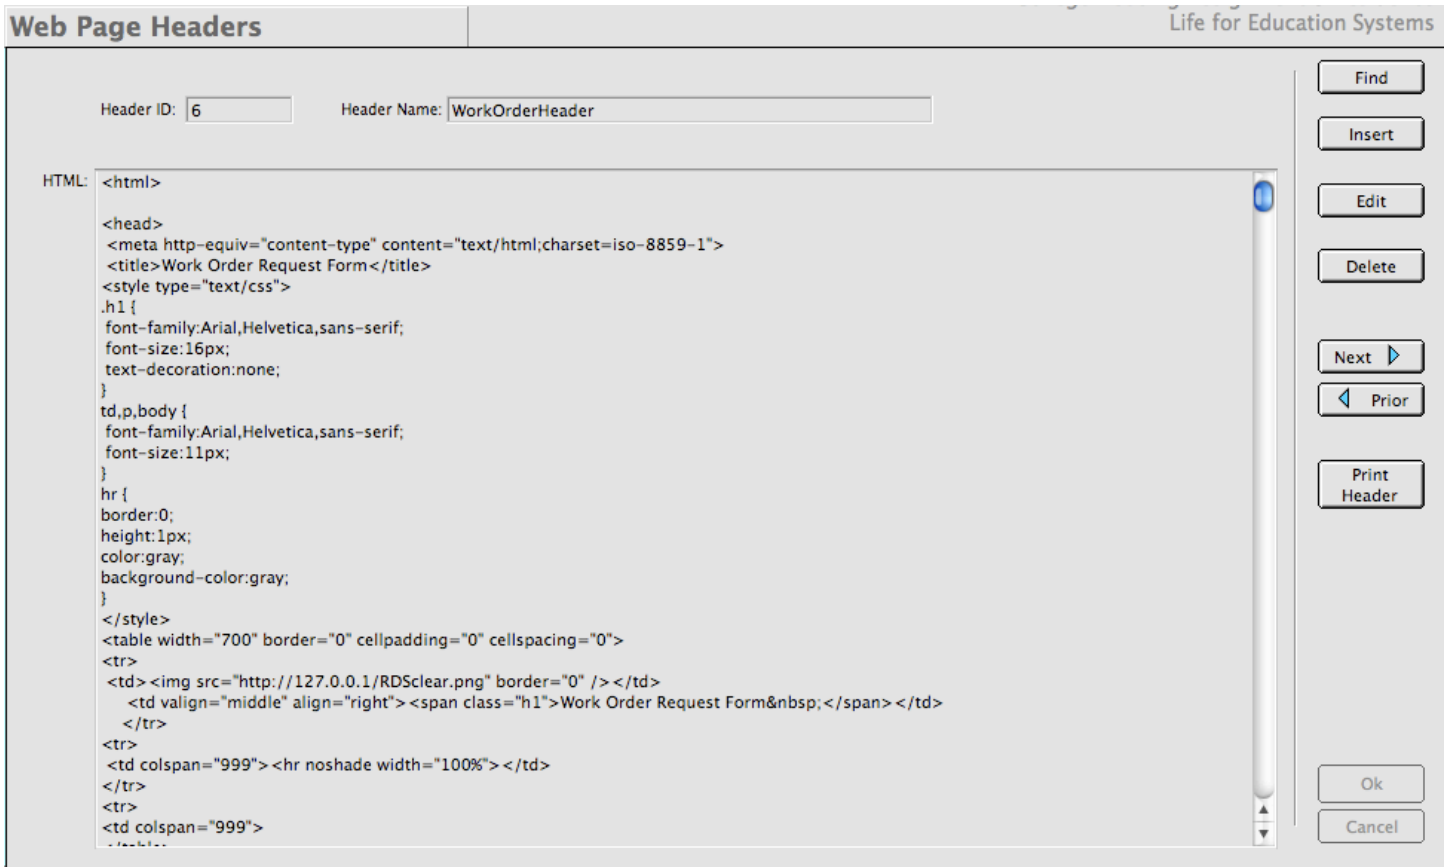 Web Page Headers
Life for Education Systems
Header ID: 6 Header Name: WorkOrderHeader
HTML: <html>
<head>
<meta http-equiv="content-type" content="text/html;charset=iso-8859-1">
<title>Work Order Request Form</title>
<style type="text/css">
.h1 {
font-family:Arial,Helvetica,sans-serif;
font-size:16px;
text-decoration:none;
}
td,p,body {
font-family:Arial,Helvetica,sans-serif;
font-size:11px;
}
hr {
border:0;
height:1px;
color:gray;
background-color:gray;
}
</style>
<table width="700" border="0" cellpadding="0" cellspacing="0">
<tr>
<td><img src="http://127.0.0.1/RDSclear.png" border="0" /></td>
<td valign="middle" align="right"><span class="h1">Work Order Request Form&nbsp;</span></td>
</tr>
<tr>
<td colspan="999"><hr noshade width="100%"></td>
</tr>
<tr>
<td colspan="999">
Find
Insert
Edit
Delete
Next
Prior
Print
Header
Ok
Cancel